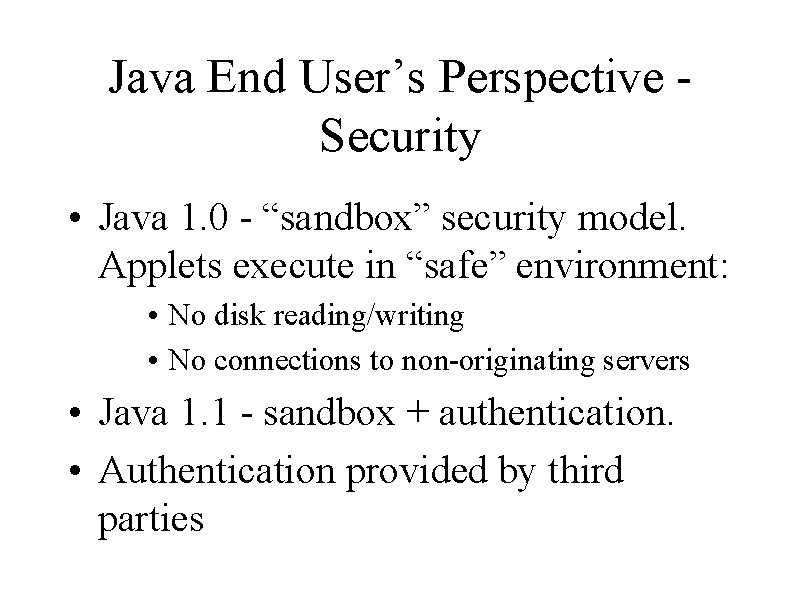 Java End User’s Perspective -
Security
• Java 1.0 - “sandbox” security model.
Applets execute in “safe” environment:
• No disk reading/writing
• No connections to non-originating servers
• Java 1.1 - sandbox + authentication.
• Authentication provided by third
parties